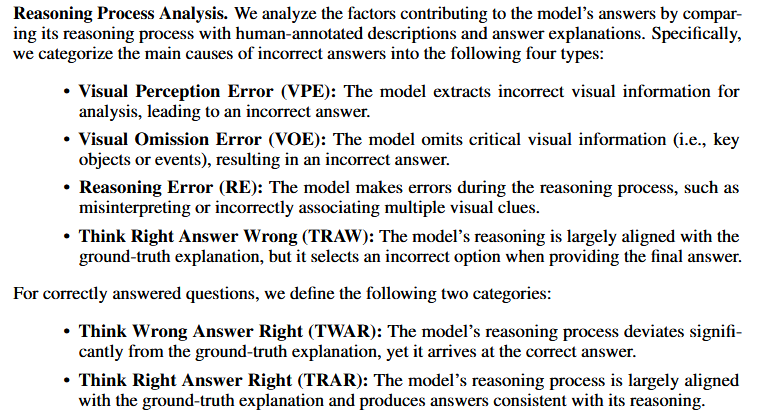 Reasoning Process Analysis. We analyze the factors contributing to the model's answers by compar-
ing its reasoning process with human-annotated descriptions and answer explanations. Specifically,
we categorize the main causes of incorrect answers into the following four types:
• Visual Perception Error (VPE): The model extracts incorrect visual information for
analysis, leading to an incorrect answer.
• Visual Omission Error (VOE): The model omits critical visual information (i.e., key
objects or events), resulting in an incorrect answer.
• Reasoning Error (RE): The model makes errors during the reasoning process, such as
misinterpreting or incorrectly associating multiple visual clues.
• Think Right Answer Wrong (TRAW): The model's reasoning is largely aligned with the
ground-truth explanation, but it selects an incorrect option when providing the final answer.
For correctly answered questions, we define the following two categories:
• Think Wrong Answer Right (TWAR): The model's reasoning process deviates signifi-
cantly from the ground-truth explanation, yet it arrives at the correct answer.
• Think Right Answer Right (TRAR): The model's reasoning process is largely aligned
with the ground-truth explanation and produces answers consistent with its reasoning.